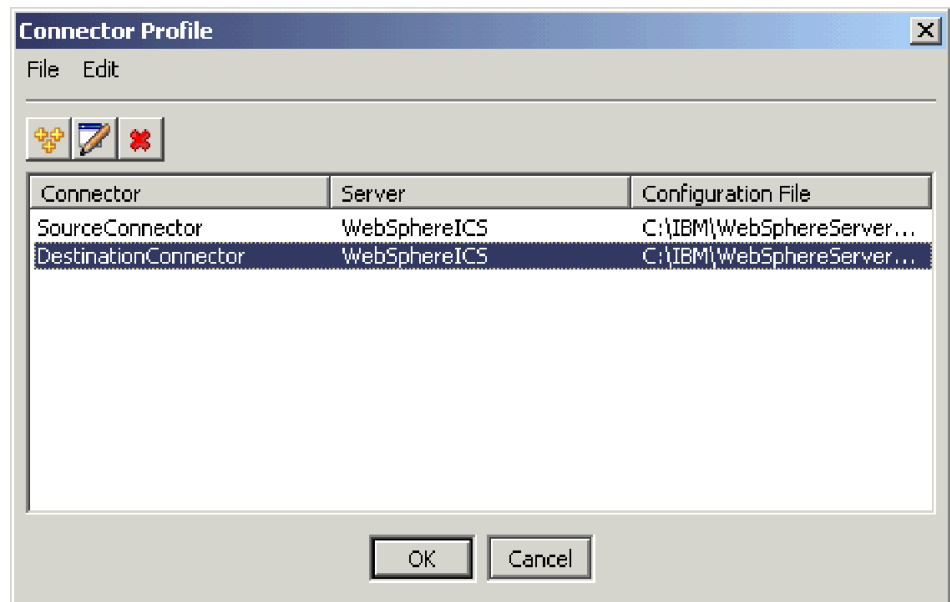 Connector Profile
File Edit
Connector Server Configuration File
SourceConnector WebSphereICS C:\IBM\WebSphereServer...
DestinationConnector WebSphereICS C:\IBM\WebSphereServer...
OK Cancel